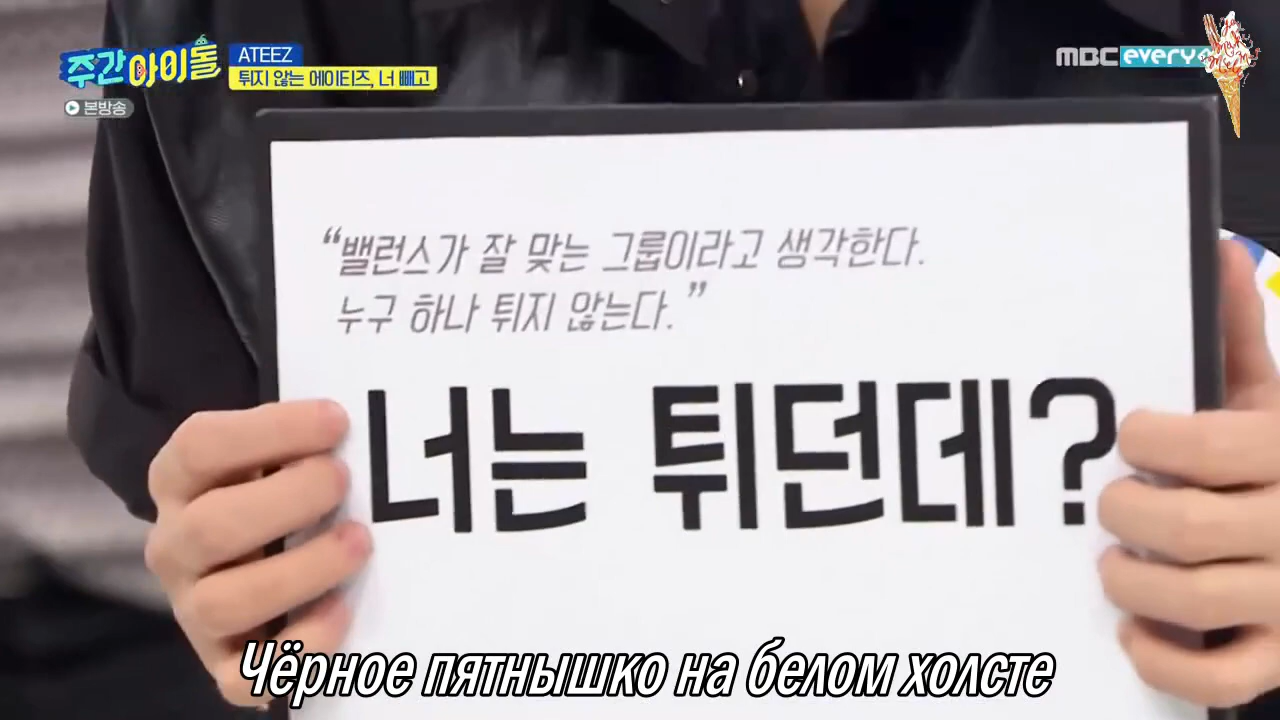 주간아이돌
ATEEZ
튀지 않는 에이티즈, 너 빼고
본방송
MBC every
“밸런스가 잘 맞는 그룹이라고 생각한다.
누구 하나 튀지 않는다.”
너는 튀던데?
Чёрное пятнышко на белом холсте